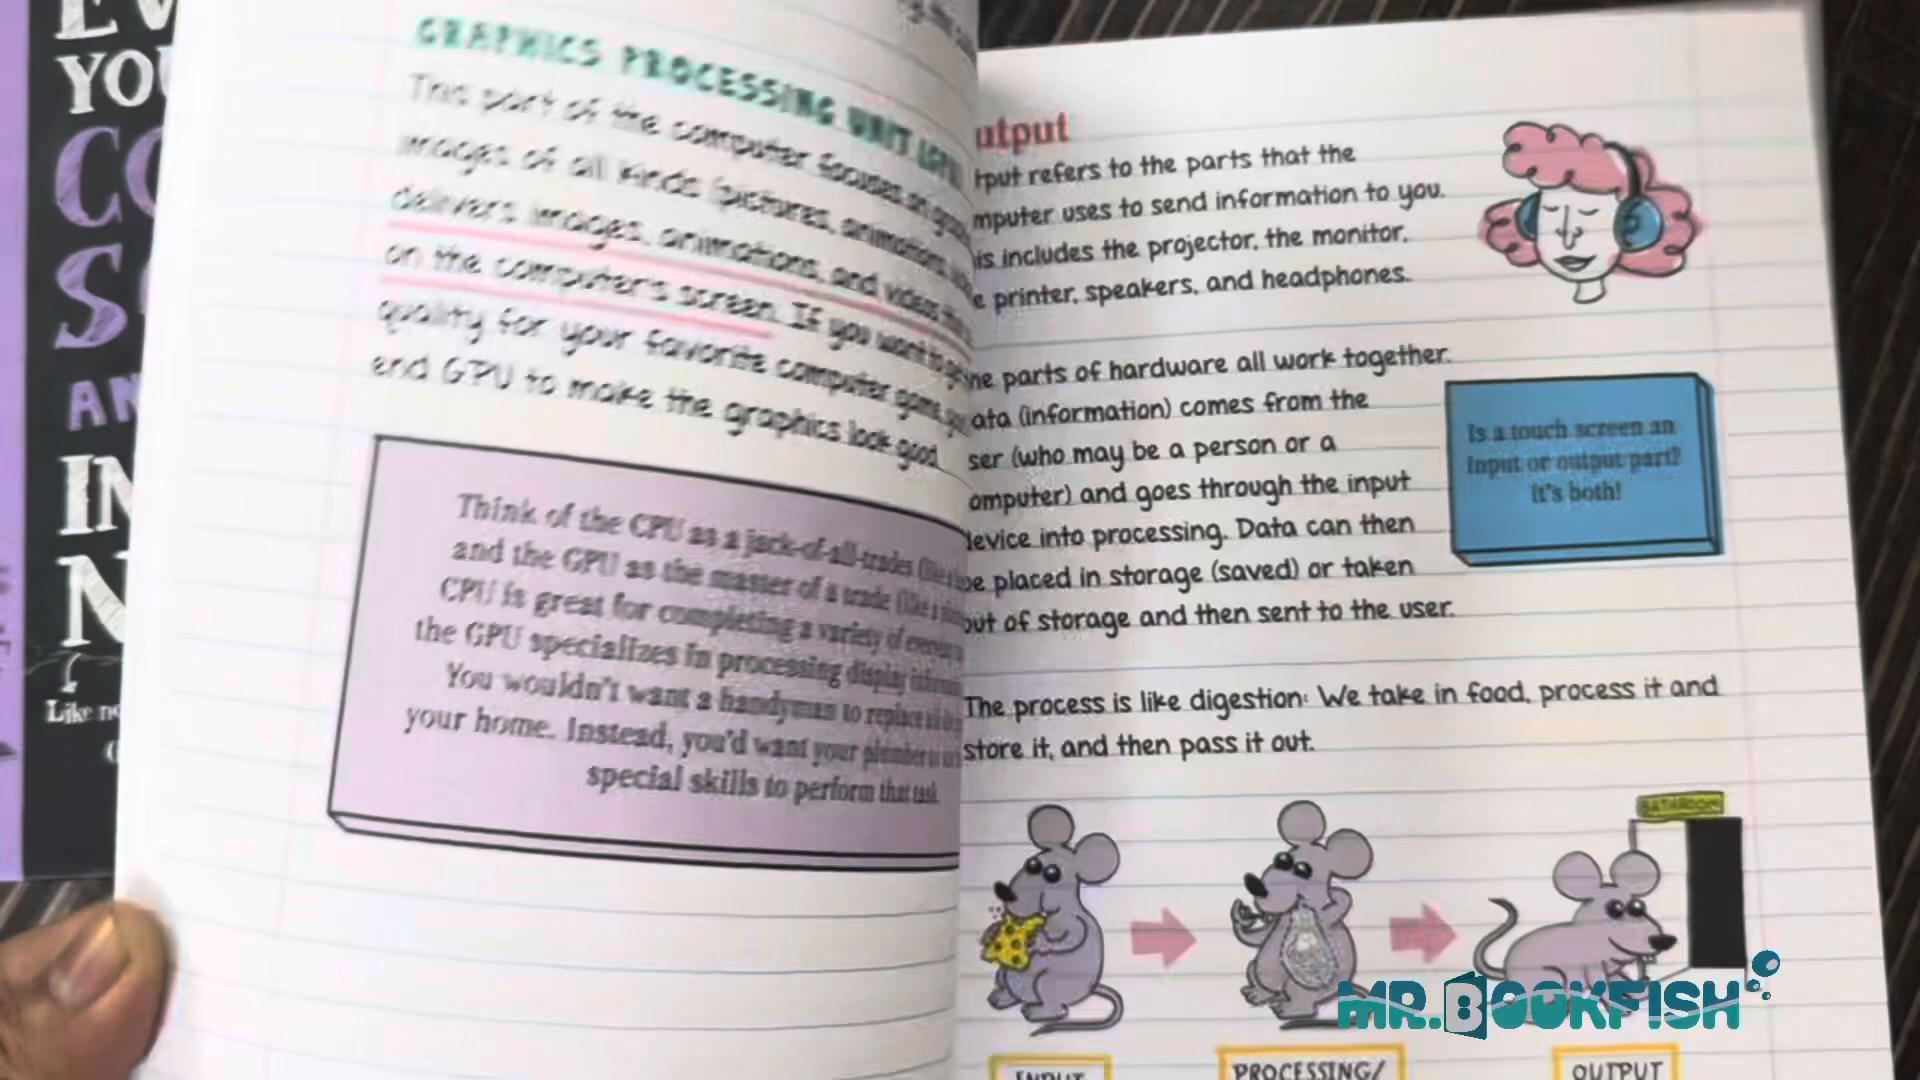 YOU
AND
IN
Like no
GRAPHICS PROCESSING UNIT (GPU)
This part of the computer focuses on
images of all kinds (pictures, animations,
delivers images, animations, and videos
on the computer's screen. If you want to
quality for your favorite computer game,
end GPU to make the graphics look good.
Think of the CPU as a jack-of-all-trades (like a
and the GPU as the master of a trade (like a
CPU is great for completing a variety of
the GPU specializes in processing display
You wouldn't want a handyman to replace
your home. Instead, you'd want your plumber
special skills to perform that task.
utput
tput refers to the parts that the
mputer uses to send information to you.
is includes the projector, the monitor,
e printer, speakers, and headphones.
he parts of hardware all work together.
ata (information) comes from the
ser (who may be a person or a
omputer) and goes through the input
device into processing. Data can then
be placed in storage (saved) or taken
out of storage and then sent to the user.
Is a touch screen an
input or output part?
It's both!
The process is like digestion: We take in food, process it and
store it, and then pass it out.
BATHROOM
INPUT
PROCESSING/
OUTPUT
MR.BOOKFISH